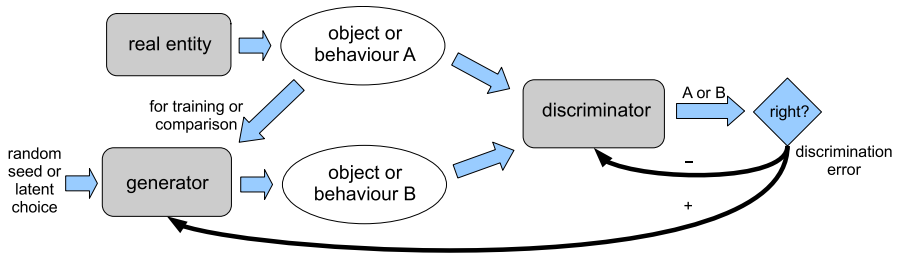 real entity
object or
behaviour A
for training or
comparison
discriminator
A or B
right?
discrimination
error
random
seed or
latent
choice
generator
object or
behaviour B
–
+